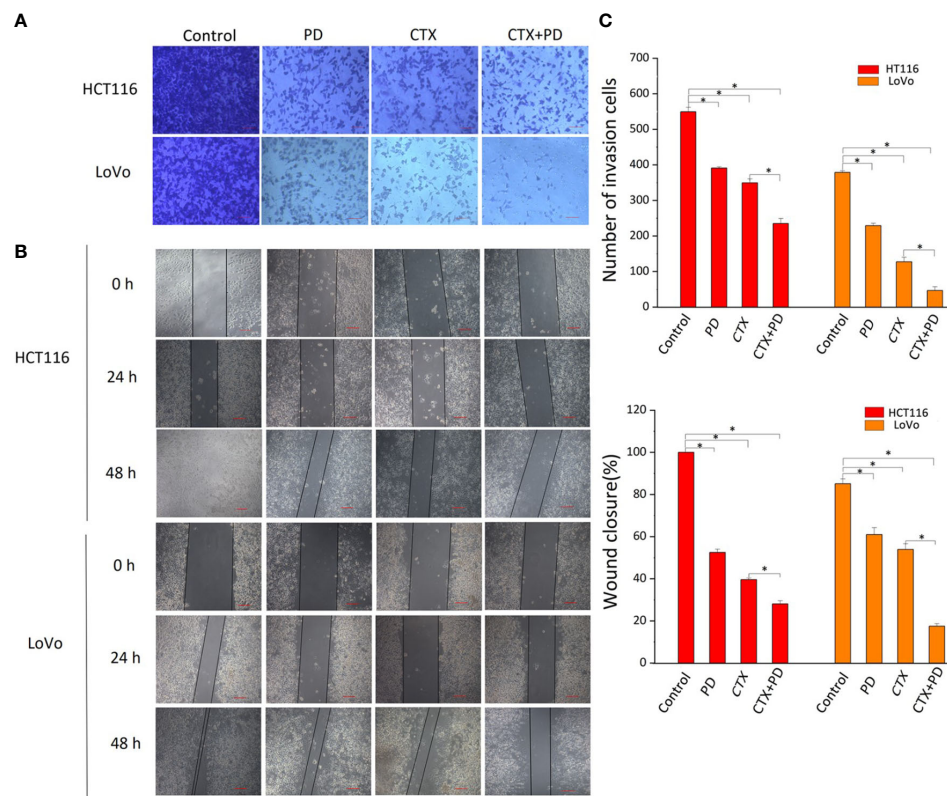 A
Control PD CTX CTX+PD
HCT116
LoVo
B
0 h
24 h
48 h
HCT116
0 h
24 h
48 h
LoVo
C
HT116
LoVo
Number of invasion cells
700
600
500
400
300
200
100
0
* * * * * * * *
Control PD CTX CTX+PD Control PD CTX CTX+PD
HCT116
LoVo
Wound closure(%)
120
100
80
60
40
20
0
* * * * * * * *
Control PD CTX CTX+PD Control PD CTX CTX+PD